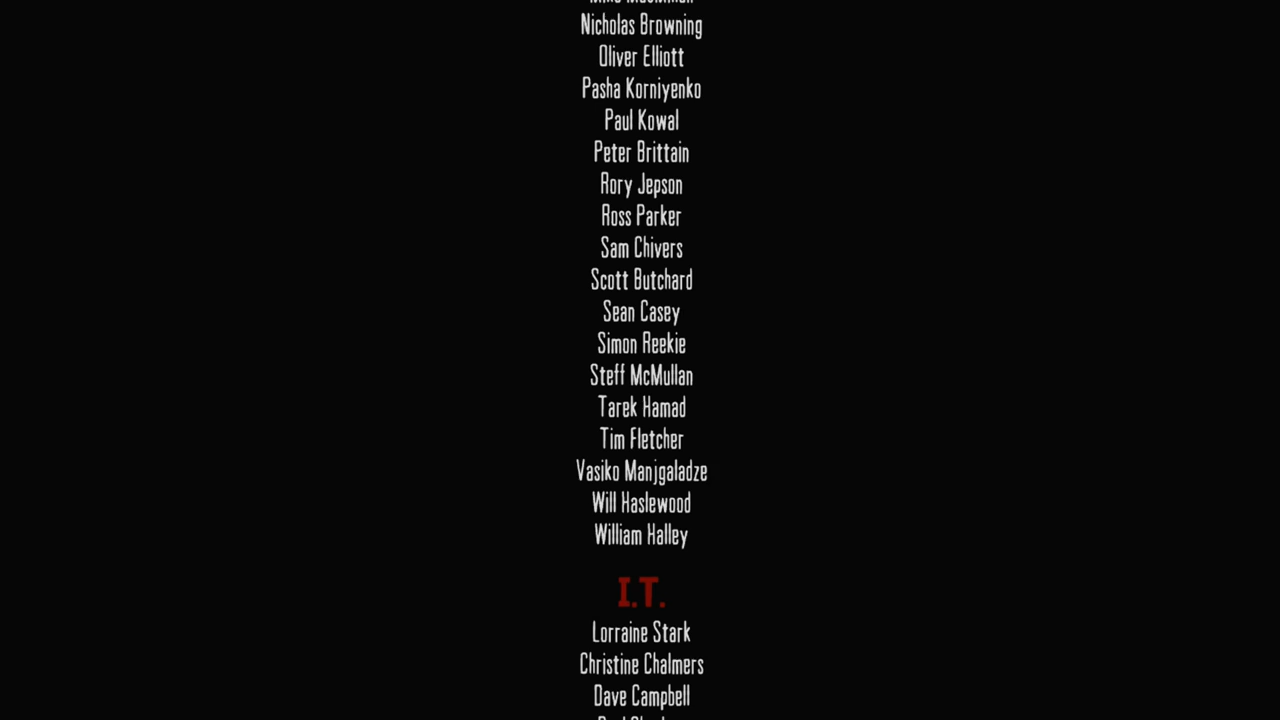 Nicholas Browning
Oliver Elliott
Pasha Korniyenko
Paul Kowal
Peter Brittain
Rory Jepson
Ross Parker
Sam Chivers
Scott Butchard
Sean Casey
Simon Reekie
Steff McMullan
Tarek Hamad
Tim Fletcher
Vasiko Manjgaladze
Will Haslewood
William Halley
I.T.
Lorraine Stark
Christine Chalmers
Dave Campbell